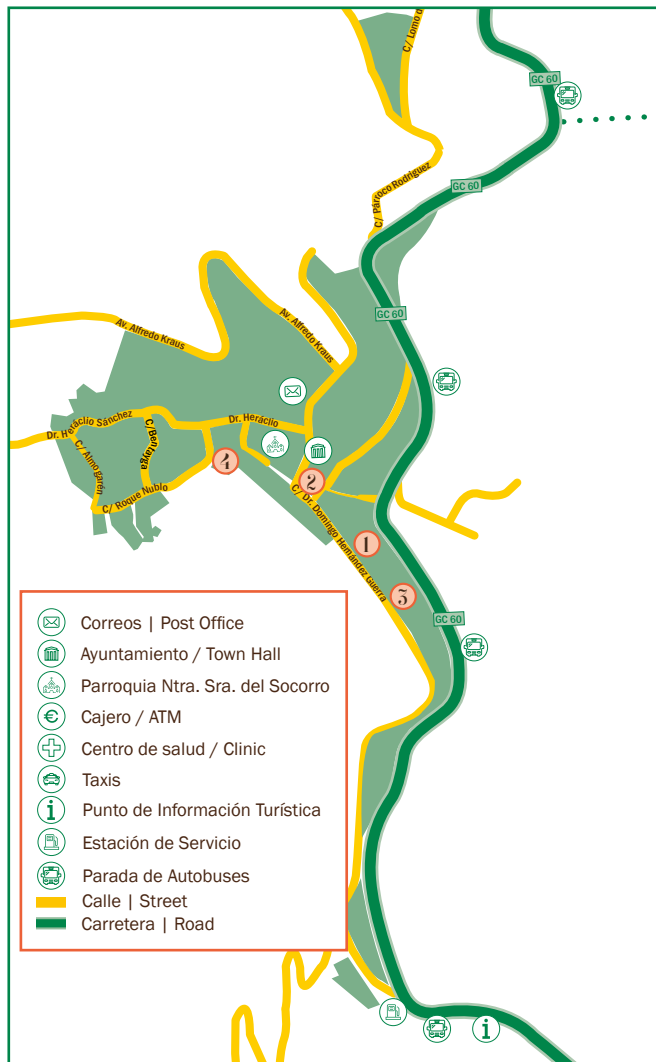 C/ Lomo d
GC 60
GC 60
C/ Párroco Rodríguez
GC 60
Av. Alfredo Kraus
Av. Alfredo Kraus
Dr. Heráclio Sánchez
Dr. Heráclio
C/ Bentayga
C/ Almogarén
C/ Roque Nublo
4
2
C/ Dr. Domingo Hernández Guerra
1
3
GC 60
Correos | Post Office
Ayuntamiento / Town Hall
Parroquia Ntra. Sra. del Socorro
€ Cajero / ATM
Centro de salud / Clinic
Taxis
i Punto de Información Turística
Estación de Servicio
Parada de Autobuses
Calle | Street
Carretera | Road
i